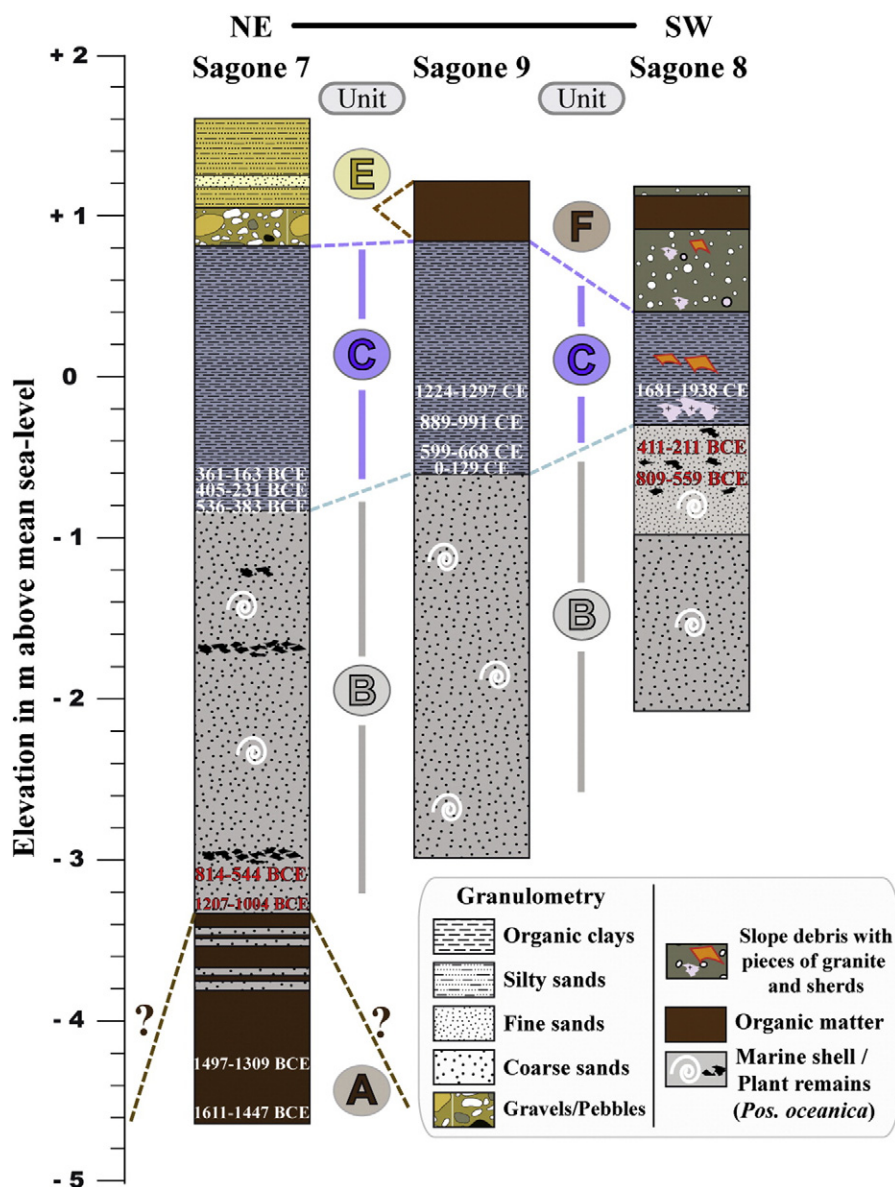 NE SW
Sagone 7 Sagone 9 Sagone 8
Unit Unit
Elevation in m above mean sea-level
+ 2
+ 1
0
- 1
- 2
- 3
- 4
- 5
E
F
C
C
B
B
A
361-163 BCE
405-231 BCE
536-383 BCE
814-544 BCE
1207-1004 BCE
1497-1309 BCE
1611-1447 BCE
? ?
1224-1297 CE
889-991 CE
599-668 CE
0-129 CE
1681-1938 CE
411-211 BCE
809-559 BCE
Granulometry
Organic clays
Silty sands
Fine sands
Coarse sands
Gravels/Pebbles
Slope debris with
pieces of granite
and sherds
Organic matter
Marine shell /
Plant remains
(Pos. oceanica)